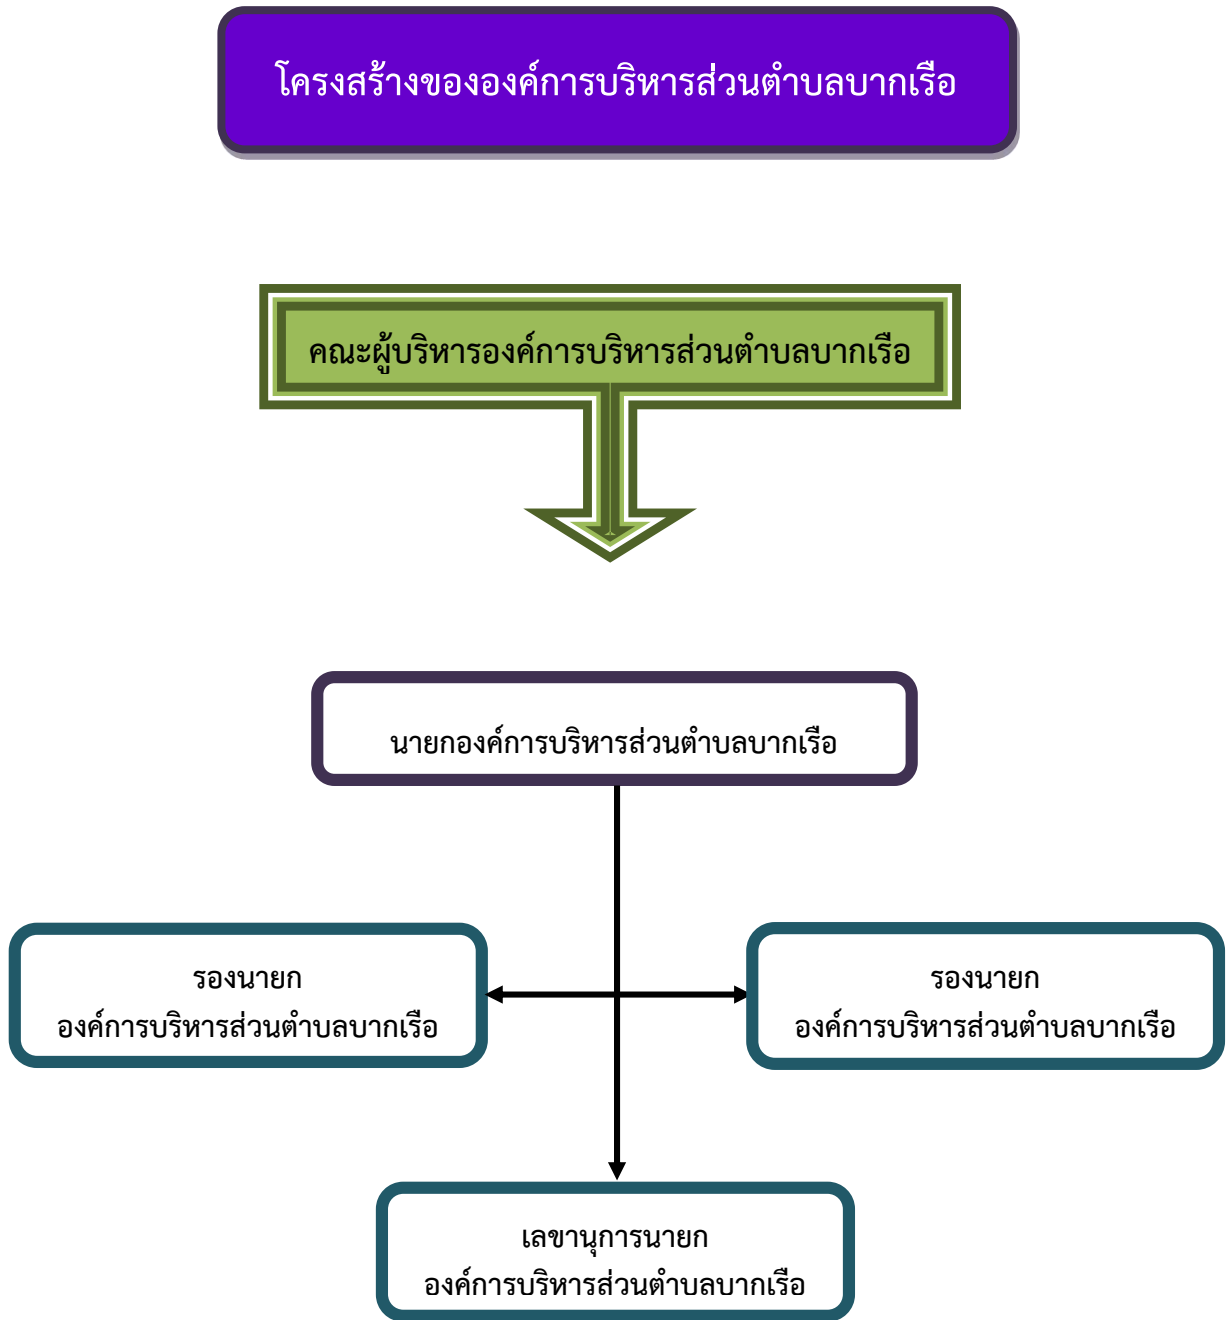 โครงสร้างขององค์การบริหารส่วนตำบลบากเรือ
คณะผู้บริหารองค์การบริหารส่วนตำบลบากเรือ
นายกองค์การบริหารส่วนตำบลบากเรือ
รองนายก
องค์การบริหารส่วนตำบลบากเรือ
รองนายก
องค์การบริหารส่วนตำบลบากเรือ
เลขานุการนายก
องค์การบริหารส่วนตำบลบากเรือ